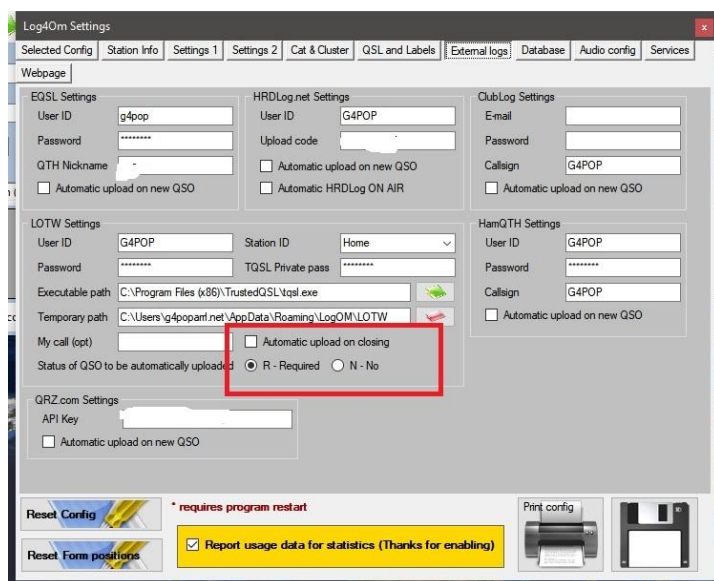 Log4Om Settings
x
Selected Config Station Info Settings 1 Settings 2 Cat & Cluster QSL and Labels External logs Database Audio config Services
Webpage
EQSL Settings
User ID g4pop
Password ********
QTH Nickname
Automatic upload on new QSO
HRDLog.net Settings
User ID G4POP
Upload code
Automatic upload on new QSO
Automatic HRDLog ON AIR
ClubLog Settings
E-mail
Password
Callsign G4POP
Automatic upload on new QSO
LOTW Settings
User ID G4POP Station ID Home
Password ******** TQSL Private pass ********
Executable path C:\Program Files (x86)\TrustedQSL\tqsl.exe
Temporary path C:\Users\g4poparrl.net\AppData\Roaming\LogOM\LOTW
My call (opt) Automatic upload on closing
Status of QSO to be automatically uploaded R - Required N - No
HamQTH Settings
User ID G4POP
Password ********
Callsign G4POP
Automatic upload on new QSO
QRZ.com Settings
API Key
Automatic upload on new QSO
Reset Config
* requires program restart
Print config
Reset Form positions
Report usage data for statistics (Thanks for enabling)